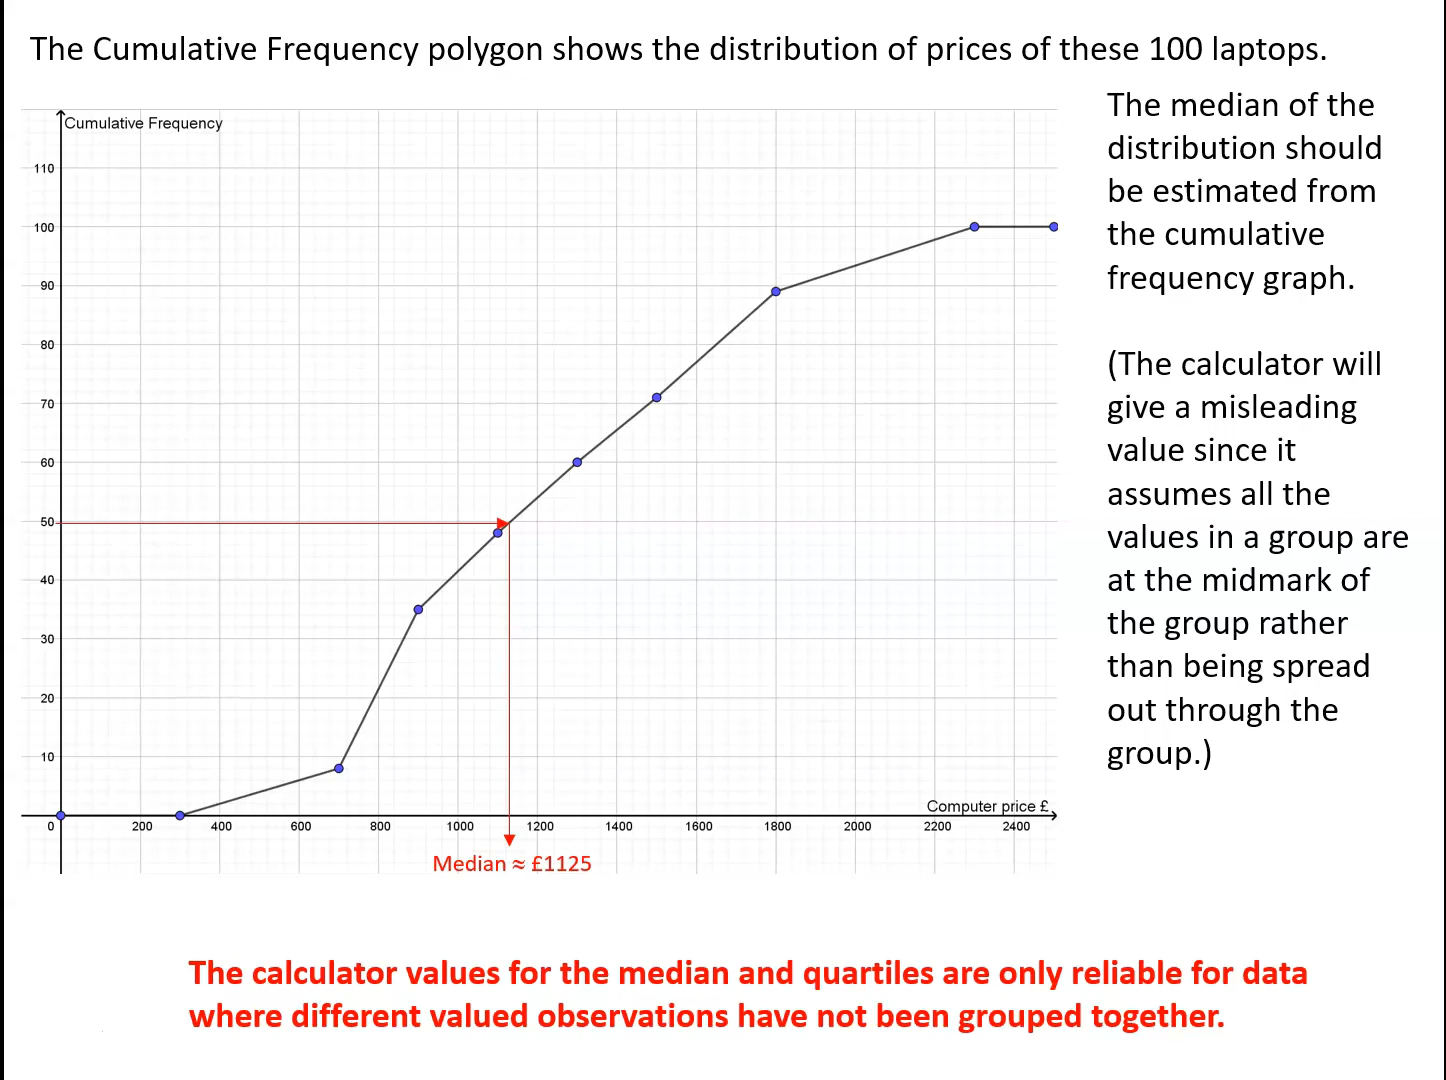 The Cumulative Frequency polygon shows the distribution of prices of these 100 laptops.
Cumulative Frequency
110
100
90
80
70
60
50
40
30
20
10
0 200 400 600 800 1000 1200 1400 1600 1800 2000 2200 2400
Computer price £
Median ≈ £1125
The median of the
distribution should
be estimated from
the cumulative
frequency graph.
(The calculator will
give a misleading
value since it
assumes all the
values in a group are
at the midmark of
the group rather
than being spread
out through the
group.)
The calculator values for the median and quartiles are only reliable for data
where different valued observations have not been grouped together.